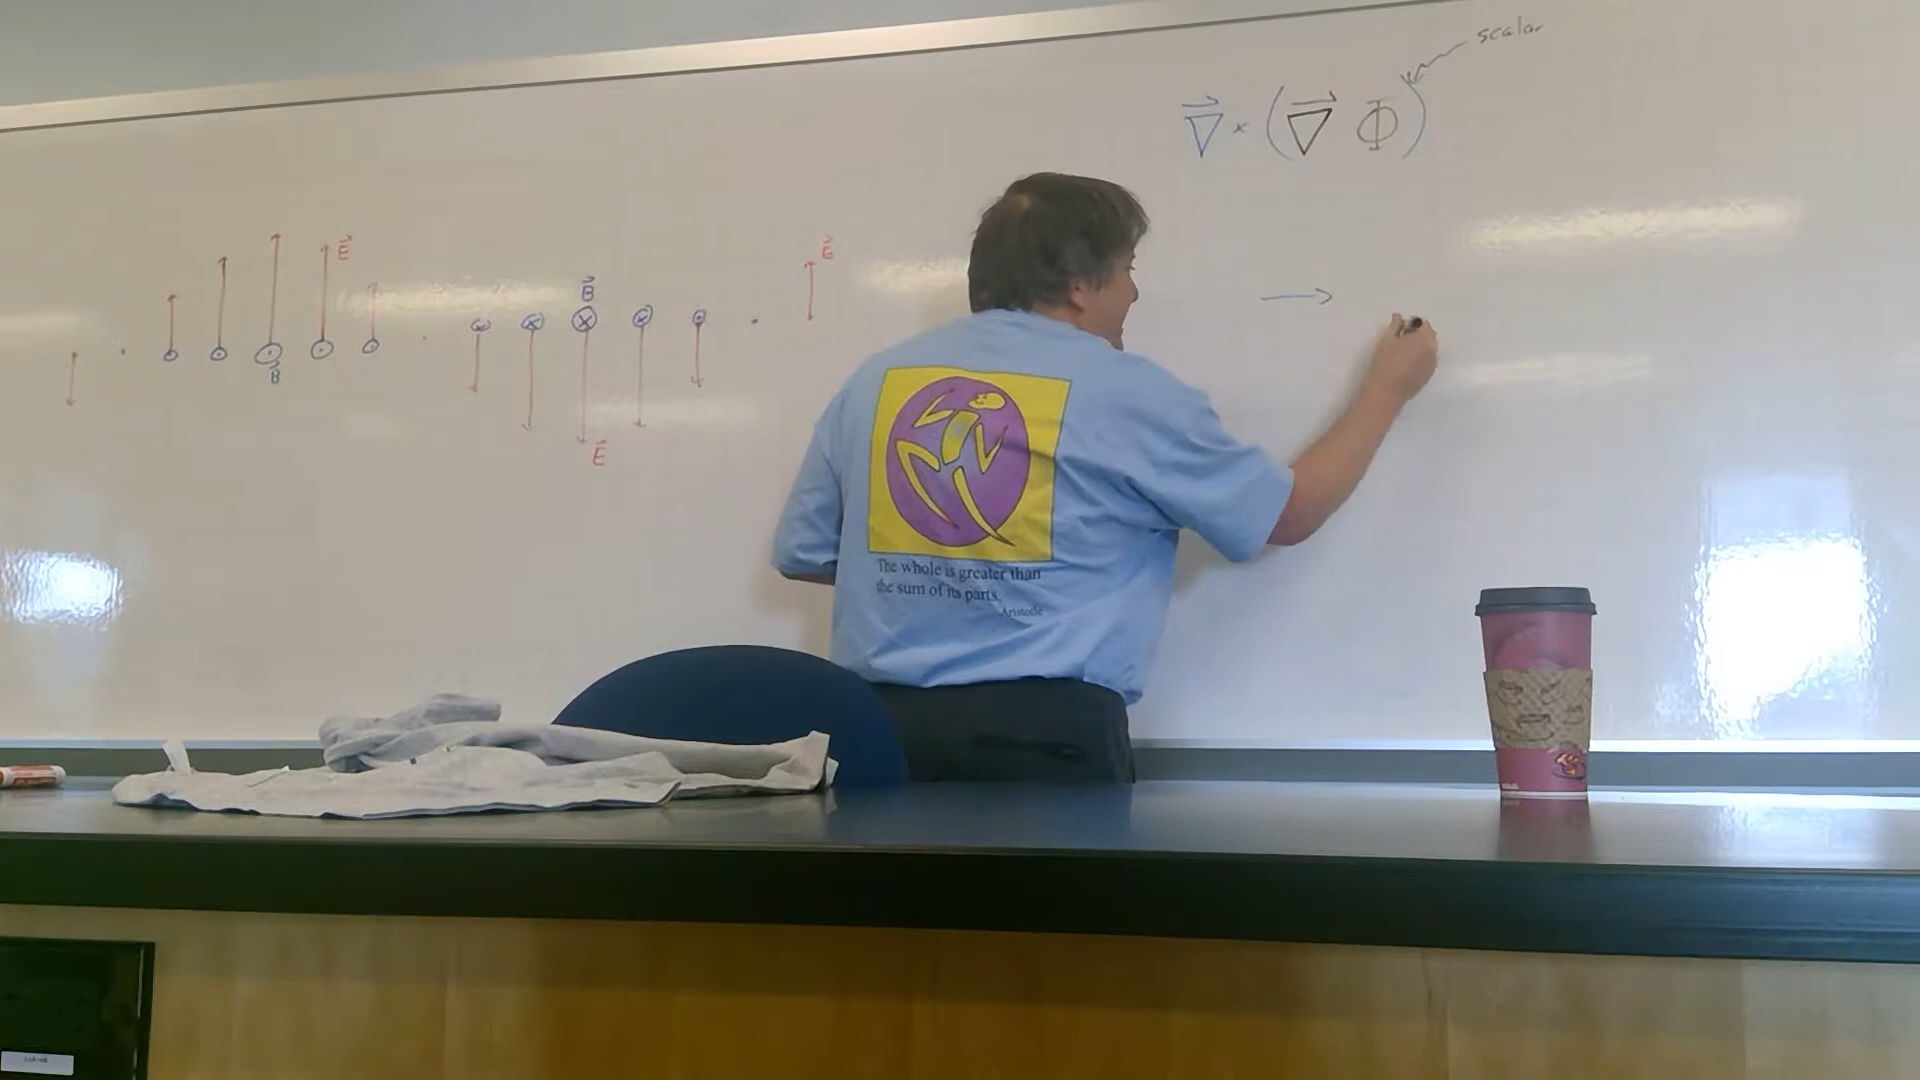 scalar
∇⃗ × (∇⃗ Φ)
E⃗
E⃗
B⃗
B⃗
E⃗
The whole is greater than
the sum of its parts.
Aristotle